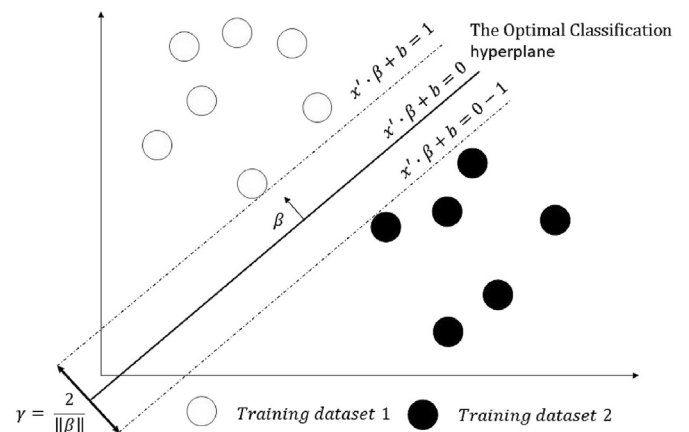 The Optimal Classification
hyperplane
x′ · β + b = 1
x′ · β + b = 0
x′ · β + b = 0 − 1
β
γ = 2 / ‖β‖
Training dataset 1
Training dataset 2